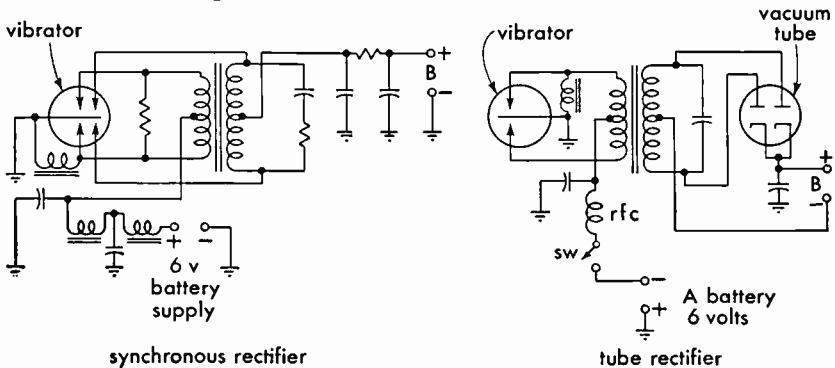 vibrator
+
B
-
+ -
6 v
battery
supply
synchronous rectifier
vibrator
vacuum
tube
+
B
-
rfc
sw
-
+
A battery
6 volts
tube rectifier